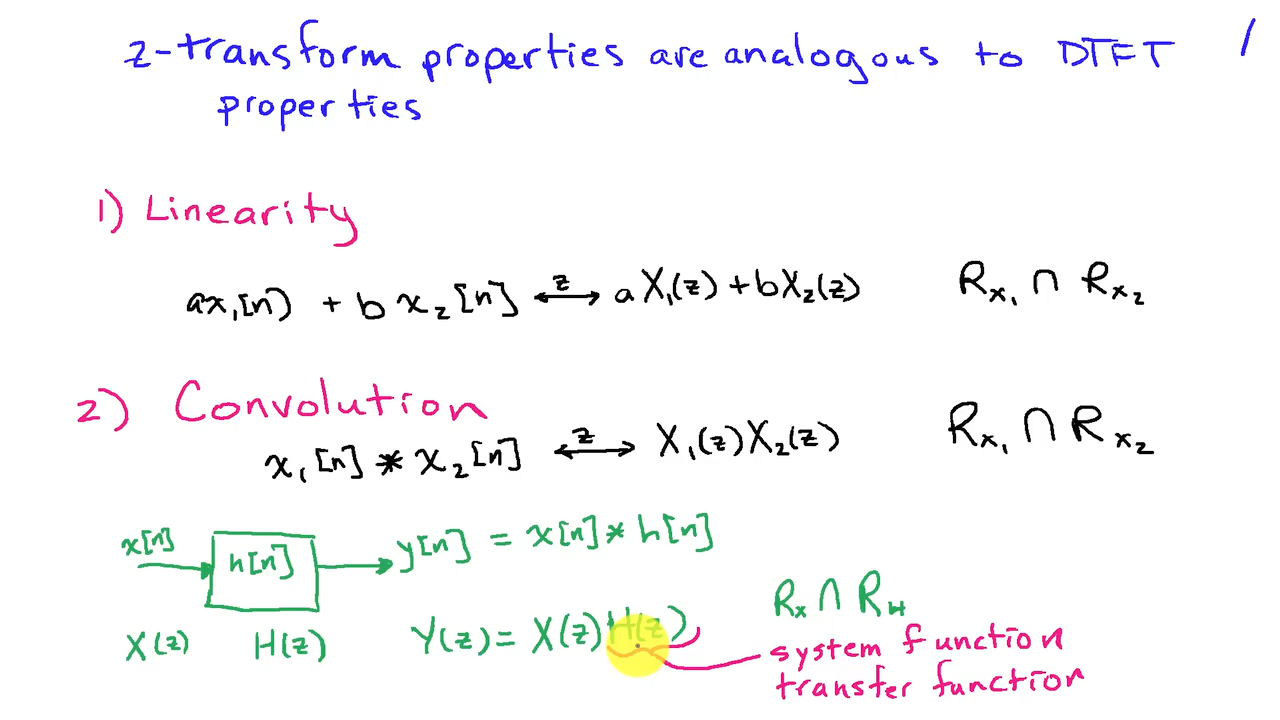 z-transform properties are analogous to DTFT /
properties
1) Linearity
ax₁[n] + b x₂[n] ⟷ᶻ a X₁(z) + b X₂(z) Rₓ₁ ∩ Rₓ₂
2) Convolution
x₁[n] * x₂[n] ⟷ᶻ X₁(z)X₂(z) Rₓ₁ ∩ Rₓ₂
x[n] h[n] y[n] = x[n] * h[n]
Rₓ ∩ R_H
X(z) H(z) Y(z) = X(z) H(z)
system function
transfer function